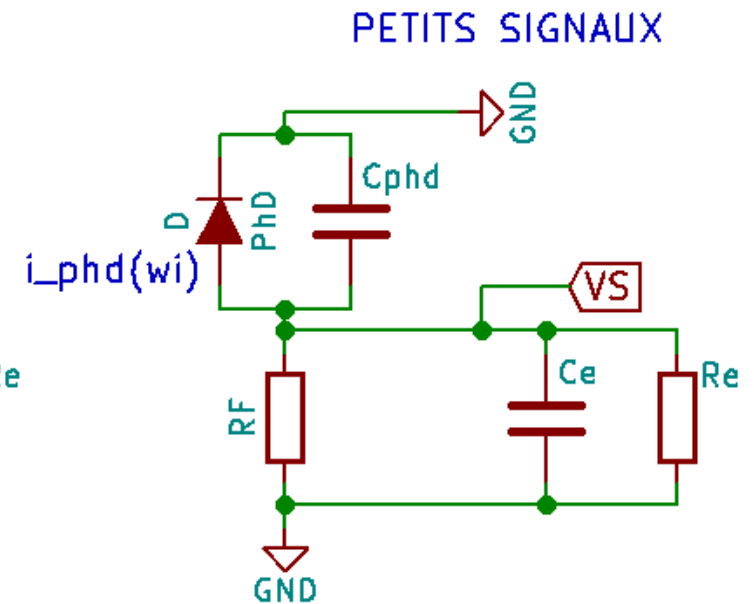 PETITS SIGNAUX
GND
Cphd
D
PhD
i_phd(wi)
VS
e
Ce
Re
RF
GND